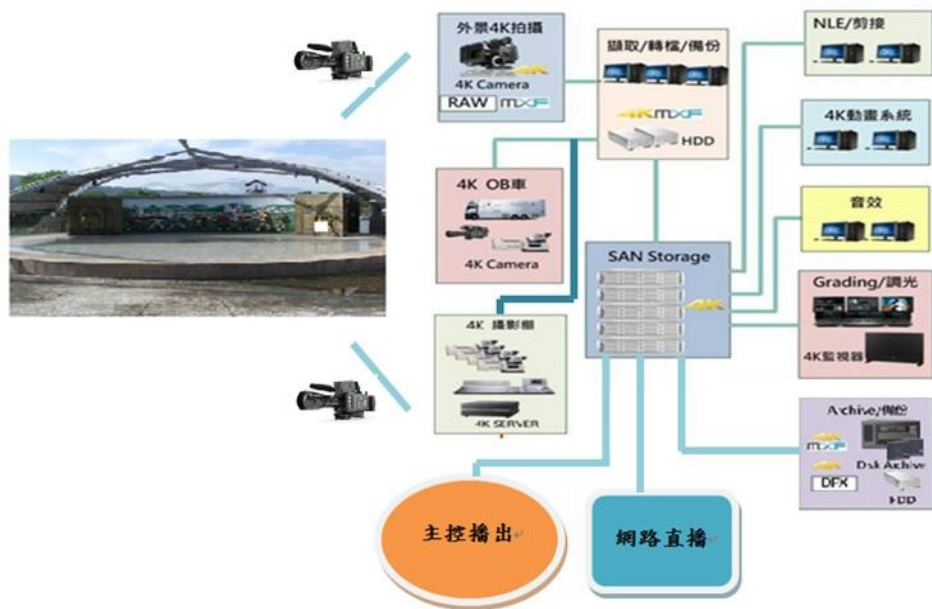 外景4K拍攝
4K
4K Camera
RAW mxf
擷取/轉檔/備份
4K mxf
HDD
NLE/剪接
4K動畫系統
音效
Grading/調光
4K監視器
4K OB車
4K Camera
SAN Storage
4K
4K 攝影棚
4K SERVER
Archive/備份
mxf
Disk Archive
DPX
HDD
主控播出
網路直播